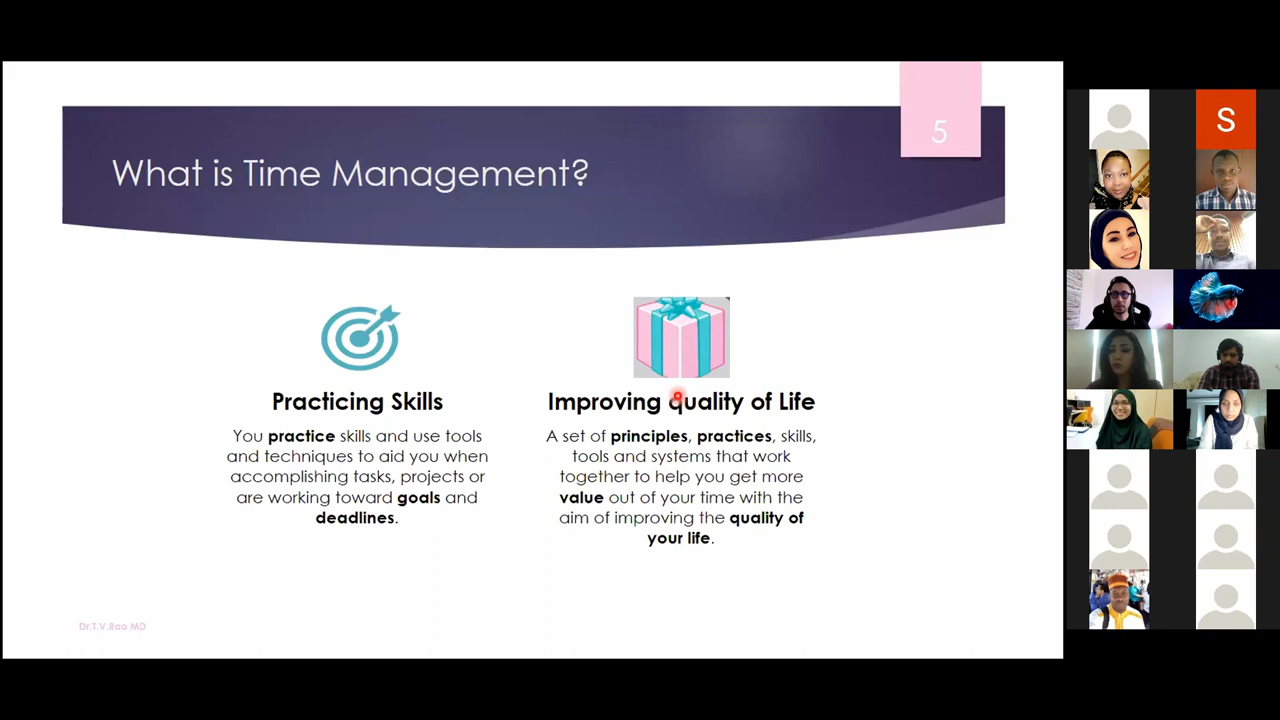 5
What is Time Management?
Practicing Skills
You practice skills and use tools
and techniques to aid you when
accomplishing tasks, projects or
are working toward goals and
deadlines.
Improving quality of Life
A set of principles, practices, skills,
tools and systems that work
together to help you get more
value out of your time with the
aim of improving the quality of
your life.
Dr.T.V.Rao MD
S